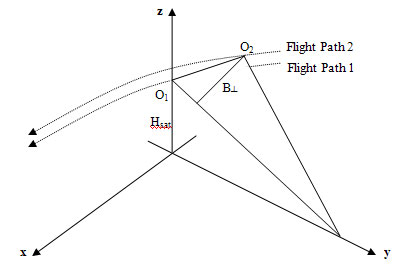 z
O2
Flight Path 2
Flight Path 1
O1
B⊥
Hsat
x
y